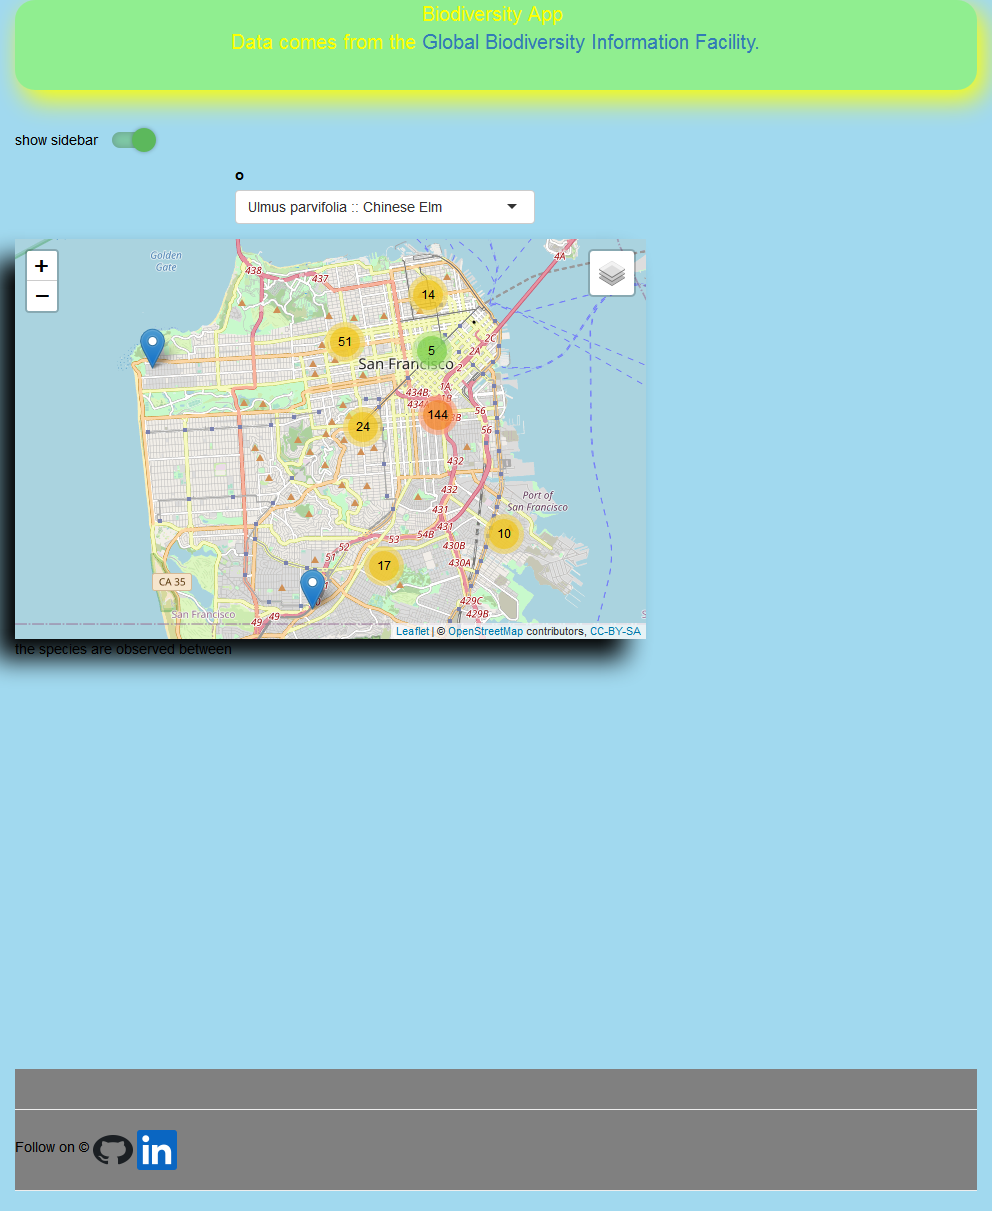 Biodiversity App
Data comes from the Global Biodiversity Information Facility.
show sidebar
o
Ulmus parvifolia :: Chinese Elm
+
−
Golden
Gate
4A
438
437
14
51
5
2C
2A
San Francisco
2
1A
434B
144
56
24
56
432
432
Port of
San Francisco
431
431
54B
10
53
52
430B
51
430A
17
CA 35
429C
San Francisco
49
49
429B
Leaflet | © OpenStreetMap contributors, CC-BY-SA
the species are observed between
Follow on ©
in